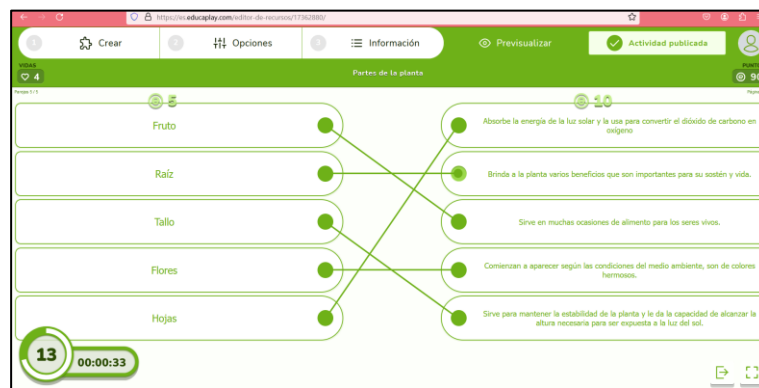 https://es.educaplay.com/editor-de-recursos/17362880/
1 Crear 2 Opciones 3 Información Previsualizar Actividad publicada
VIDAS
4
Partes de la planta
90
5 10
Fruto
Absorbe la energía de la luz solar y la usa para convertir el dióxido de carbono en
oxígeno
Raíz
Brinda a la planta varios beneficios que son importantes para su sostén y vida.
Tallo
Sirve en muchas ocasiones de alimento para los seres vivos.
Flores
Comienzan a aparecer según las condiciones del medio ambiente, son de colores
hermosos.
Hojas
Sirve para mantener la estabilidad de la planta y le da la capacidad de alcanzar la
altura necesaria para ser expuesta a la luz del sol.
13 00:00:33